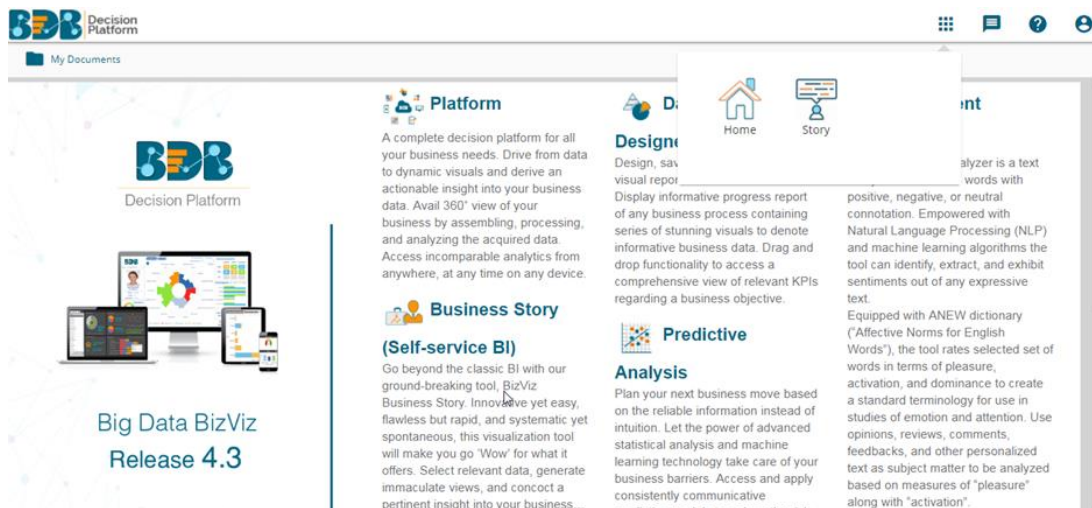 BDB Decision
Platform
My Documents
Home
Story
BDB
Decision Platform
Big Data BizViz
Release 4.3
Platform
A complete decision platform for all
your business needs. Drive from data
to dynamic visuals and derive an
actionable insight into your business
data. Avail 360° view of your
business by assembling, processing,
and analyzing the acquired data.
Access incomparable analytics from
anywhere, at any time on any device.
Business Story
(Self-service BI)
Go beyond the classic BI with our
ground-breaking tool, BizViz
Business Story. Innovative yet easy,
flawless but rapid, and systematic yet
spontaneous, this visualization tool
will make you go 'Wow' for what it
offers. Select relevant data, generate
immaculate views, and concoct a
pertinent insight into your business...
Da
Designe
Design, sav
visual repor
Display informative progress report
of any business process containing
series of stunning visuals to denote
informative business data. Drag and
drop functionality to access a
comprehensive view of relevant KPIs
regarding a business objective.
Predictive
Analysis
Plan your next business move based
on the reliable information instead of
intuition. Let the power of advanced
statistical analysis and machine
learning technology take care of your
business barriers. Access and apply
consistently communicative
ent
alyzer is a text
words with
positive, negative, or neutral
connotation. Empowered with
Natural Language Processing (NLP)
and machine learning algorithms the
tool can identify, extract, and exhibit
sentiments out of any expressive
text.
Equipped with ANEW dictionary
("Affective Norms for English
Words"), the tool rates selected set of
words in terms of pleasure,
activation, and dominance to create
a standard terminology for use in
studies of emotion and attention. Use
opinions, reviews, comments,
feedbacks, and other personalized
text as subject matter to be analyzed
based on measures of "pleasure"
along with "activation".